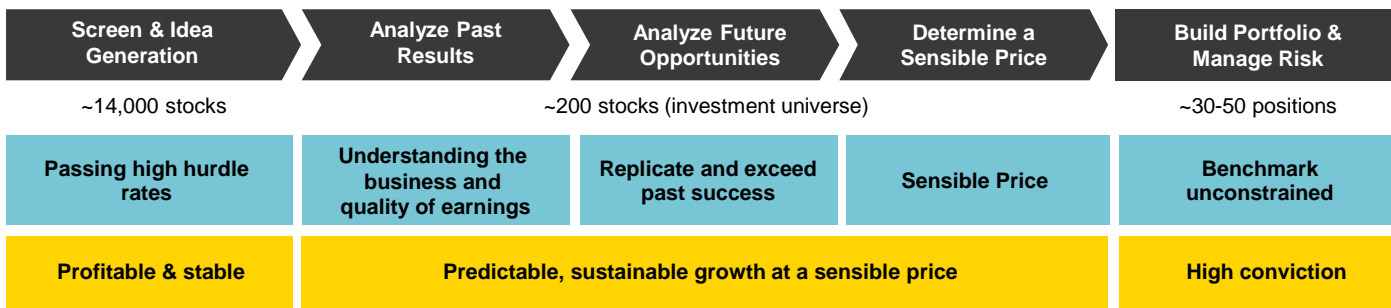 Screen & Idea
Generation
Analyze Past
Results
Analyze Future
Opportunities
Determine a
Sensible Price
Build Portfolio &
Manage Risk
~14,000 stocks
~200 stocks (investment universe)
~30-50 positions
Passing high hurdle
rates
Understanding the
business and
quality of earnings
Replicate and exceed
past success
Sensible Price
Benchmark
unconstrained
Profitable & stable
Predictable, sustainable growth at a sensible price
High conviction